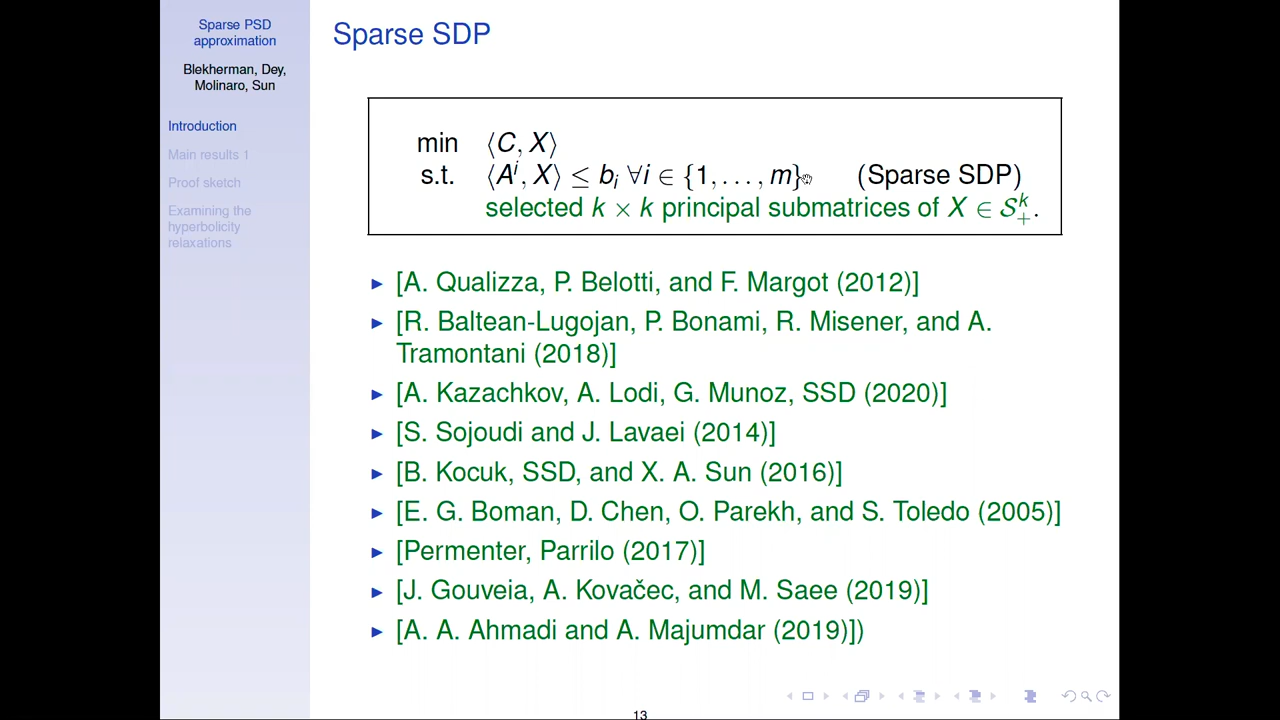 Sparse PSD
approximation
Blekherman, Dey,
Molinaro, Sun
Introduction
Main results 1
Proof sketch
Examining the
hyperbolicity
relaxations
Sparse SDP
min ⟨C, X⟩
s.t. ⟨Aⁱ, X⟩ ≤ bᵢ ∀i ∈ {1, . . . , m} (Sparse SDP)
selected k × k principal submatrices of X ∈ 𝒮₊ᵏ.
▶ [A. Qualizza, P. Belotti, and F. Margot (2012)]
▶ [R. Baltean-Lugojan, P. Bonami, R. Misener, and A.
Tramontani (2018)]
▶ [A. Kazachkov, A. Lodi, G. Munoz, SSD (2020)]
▶ [S. Sojoudi and J. Lavaei (2014)]
▶ [B. Kocuk, SSD, and X. A. Sun (2016)]
▶ [E. G. Boman, D. Chen, O. Parekh, and S. Toledo (2005)]
▶ [Permenter, Parrilo (2017)]
▶ [J. Gouveia, A. Kovačec, and M. Saee (2019)]
▶ [A. A. Ahmadi and A. Majumdar (2019)])
13